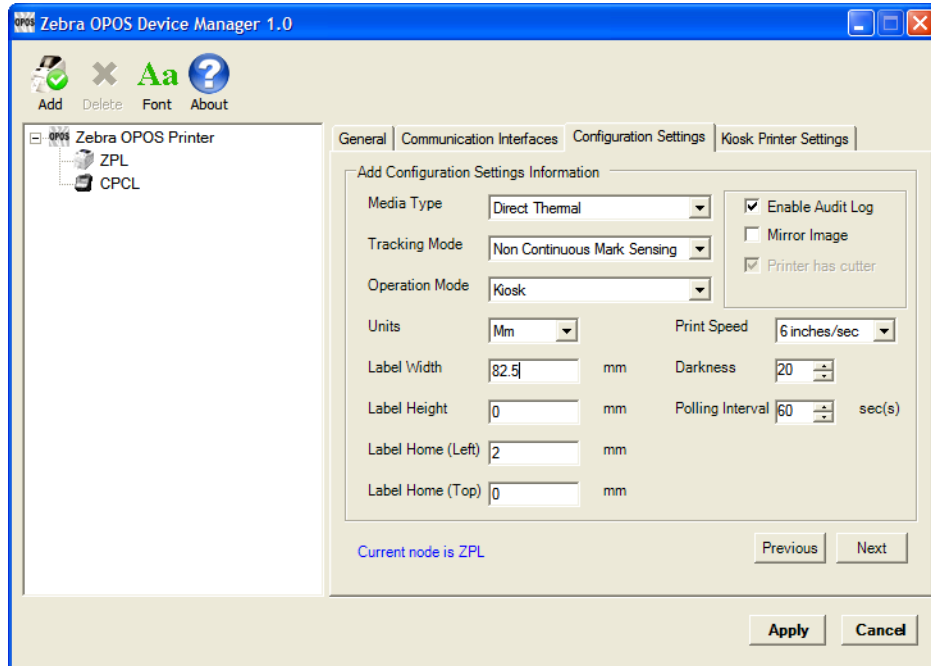 OPOS Zebra OPOS Device Manager 1.0
Add Delete Font About
Aa
?
OPOS Zebra OPOS Printer
ZPL
CPCL
General Communication Interfaces Configuration Settings Kiosk Printer Settings
Add Configuration Settings Information
Media Type Direct Thermal
Enable Audit Log
Tracking Mode Non Continuous Mark Sensing
Mirror Image
Printer has cutter
Operation Mode Kiosk
Units Mm Print Speed 6 inches/sec
Label Width 82.5 mm Darkness 20
Label Height 0 mm Polling Interval 60 sec(s)
Label Home (Left) 2 mm
Label Home (Top) 0 mm
Current node is ZPL
Previous Next
Apply Cancel